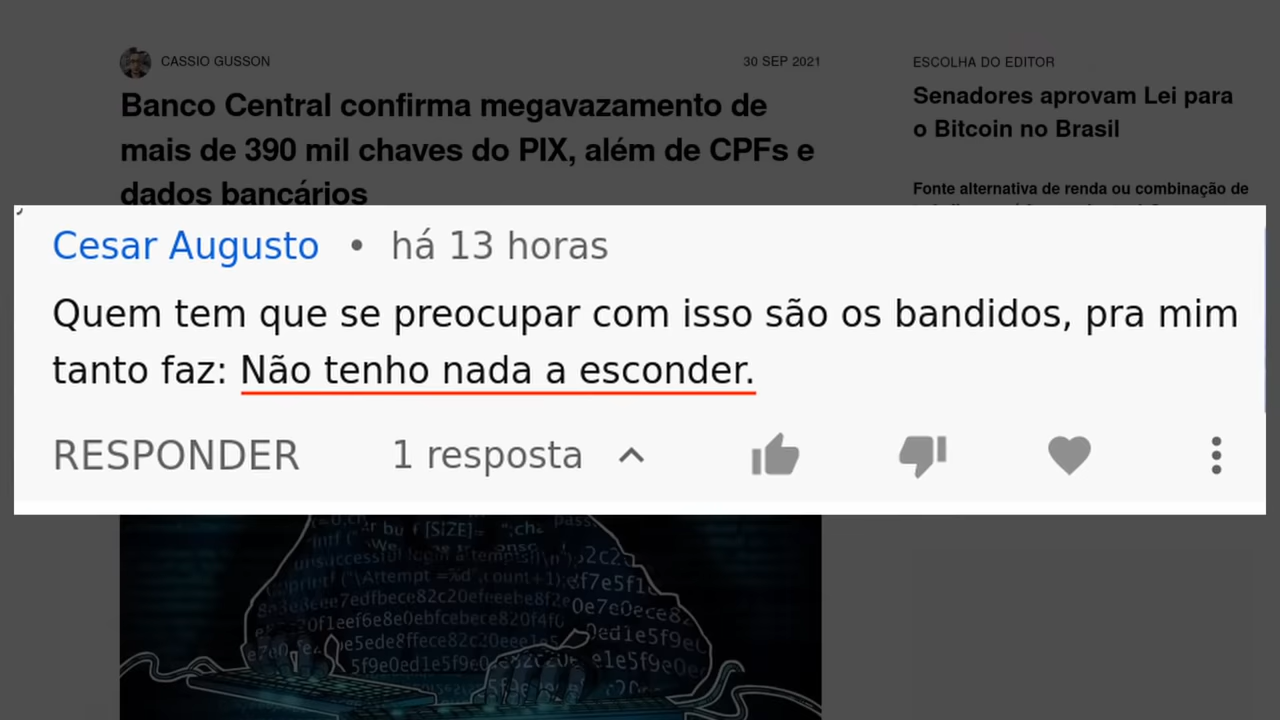 CASSIO GUSSON
30 SEP 2021
Banco Central confirma megavazamento de
mais de 390 mil chaves do PIX, além de CPFs e
dados bancários
ESCOLHA DO EDITOR
Senadores aprovam Lei para
o Bitcoin no Brasil
Fonte alternativa de renda ou combinação de
Cesar Augusto • há 13 horas
Quem tem que se preocupar com isso são os bandidos, pra mim
tanto faz: Não tenho nada a esconder.
RESPONDER
1 resposta